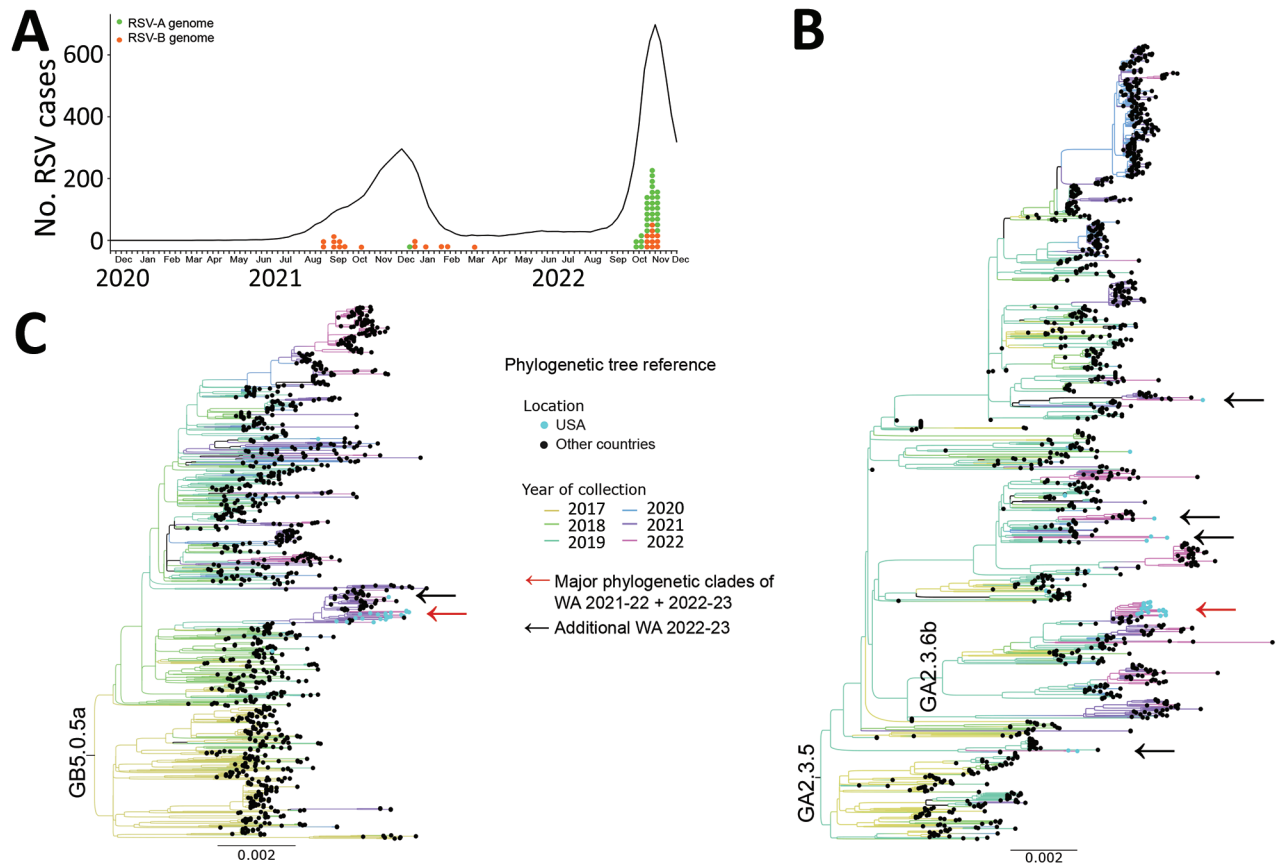 A
RSV-A genome
RSV-B genome
No. RSV cases
600
400
200
0
Dec Jan Feb Mar Apr May Jun Jul Aug Sep Oct Nov Dec Jan Feb Mar Apr May Jun Jul Aug Sep Oct Nov Dec
2020 2021 2022
B
GA2.3.6b
GA2.3.5
0.002
C
GB5.0.5a
0.002
Phylogenetic tree reference
Location
USA
Other countries
Year of collection
2017 2020
2018 2021
2019 2022
Major phylogenetic clades of
WA 2021-22 + 2022-23
Additional WA 2022-23